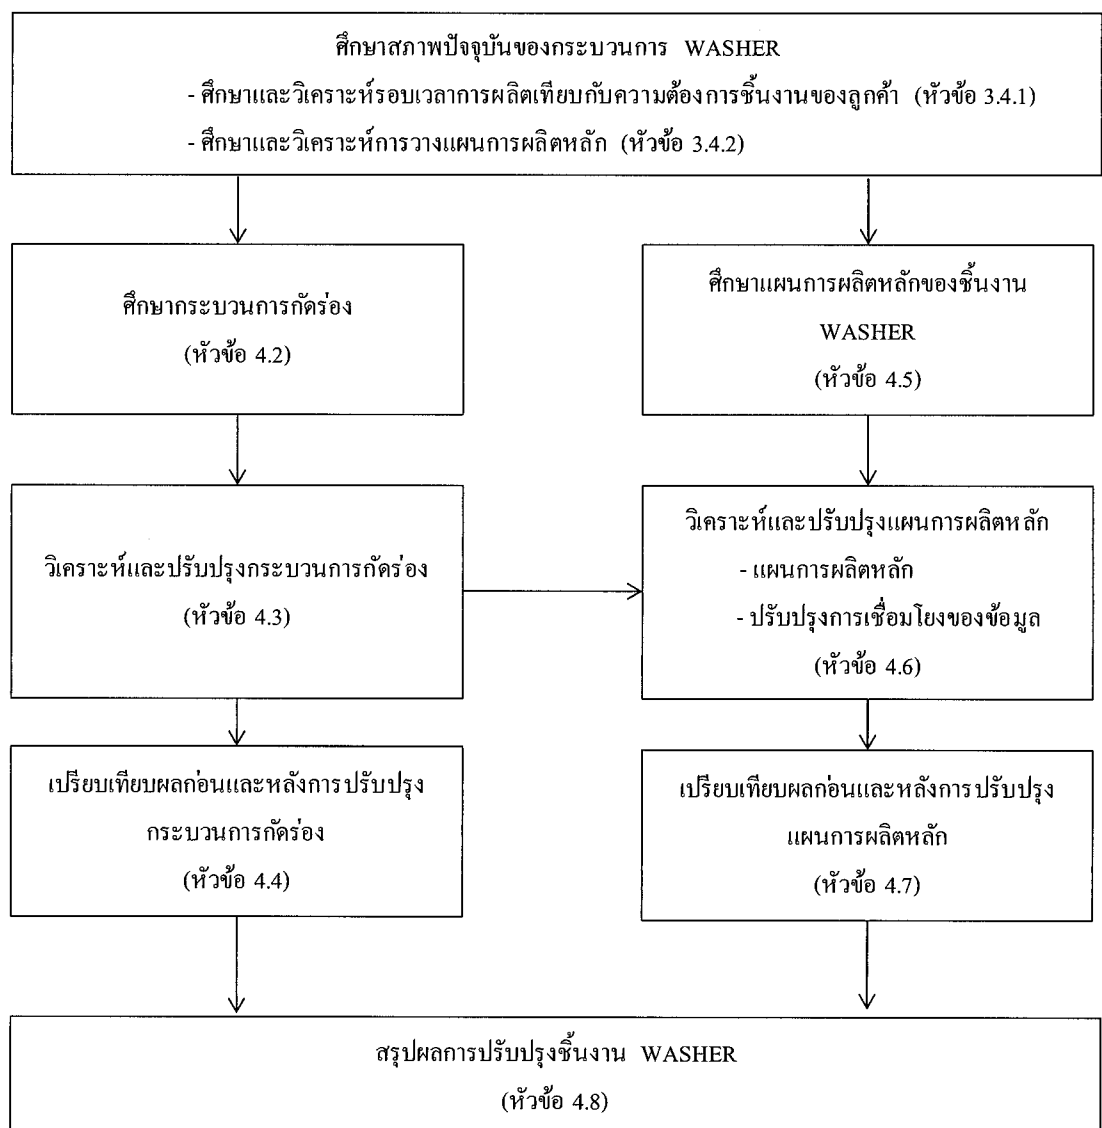 ศึกษาสภาพปัจจุบันของกระบวนการ WASHER
- ศึกษาและวิเคราะห์รอบเวลาการผลิตเทียบกับความต้องการชิ้นงานของลูกค้า (หัวข้อ 3.4.1)
- ศึกษาและวิเคราะห์การวางแผนการผลิตหลัก (หัวข้อ 3.4.2)
ศึกษากระบวนการกัดร่อง
(หัวข้อ 4.2)
ศึกษาแผนการผลิตหลักของชิ้นงาน
WASHER
(หัวข้อ 4.5)
วิเคราะห์และปรับปรุงกระบวนการกัดร่อง
(หัวข้อ 4.3)
วิเคราะห์และปรับปรุงแผนการผลิตหลัก
- แผนการผลิตหลัก
- ปรับปรุงการเชื่อมโยงของข้อมูล
(หัวข้อ 4.6)
เปรียบเทียบผลก่อนและหลังการปรับปรุง
กระบวนการกัดร่อง
(หัวข้อ 4.4)
เปรียบเทียบผลก่อนและหลังการปรับปรุง
แผนการผลิตหลัก
(หัวข้อ 4.7)
สรุปผลการปรับปรุงชิ้นงาน WASHER
(หัวข้อ 4.8)